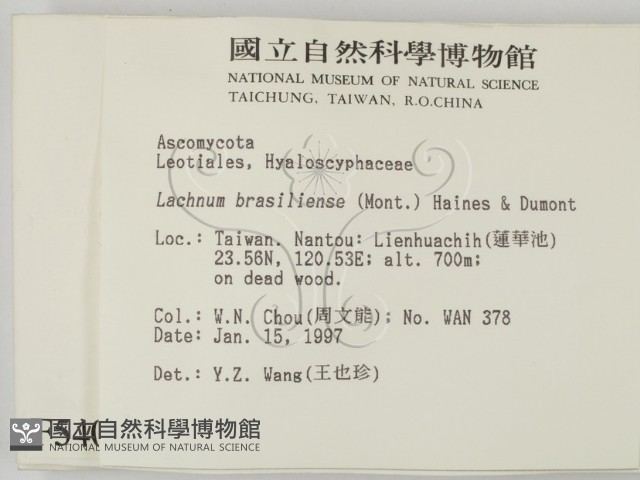 國立自然科學博物館
NATIONAL MUSEUM OF NATURAL SCIENCE
TAICHUNG, TAIWAN, R.O.CHINA
Ascomycota
Leotiales, Hyaloscyphaceae
Lachnum brasiliense (Mont.) Haines & Dumont
Loc.: Taiwan. Nantou: Lienhuachih(蓮華池)
23.56N, 120.53E; alt. 700m;
on dead wood.
Col.: W.N. Chou(周文能); No. WAN 378
Date: Jan. 15, 1997
Det.: Y.Z. Wang(王也珍)
國立自然科學博物館
NATIONAL MUSEUM OF NATURAL SCIENCE